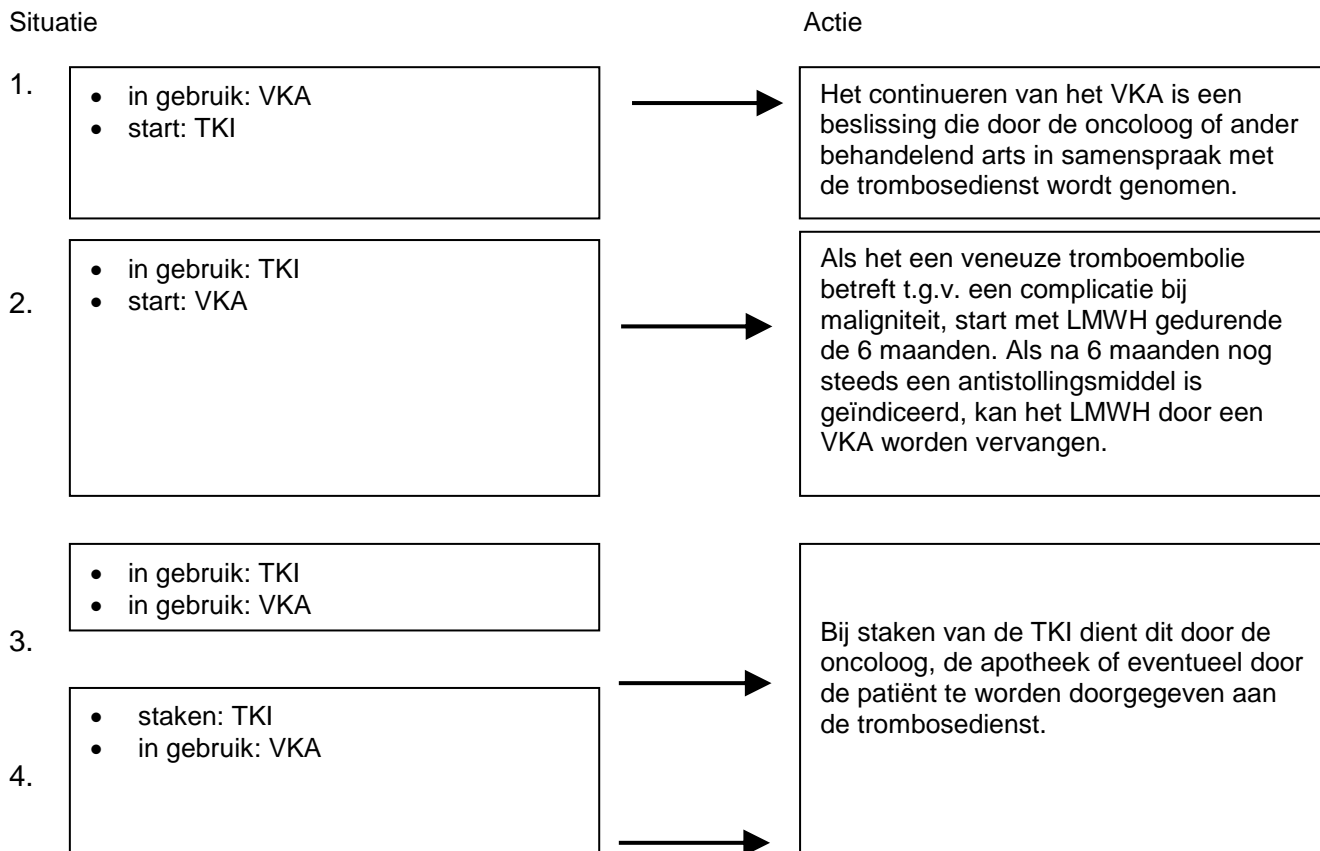 Situatie Actie
1.
• in gebruik: VKA
• start: TKI
Het continueren van het VKA is een
beslissing die door de oncoloog of ander
behandelend arts in samenspraak met
de trombosedienst wordt genomen.
2.
• in gebruik: TKI
• start: VKA
Als het een veneuze tromboembolie
betreft t.g.v. een complicatie bij
maligniteit, start met LMWH gedurende
de 6 maanden. Als na 6 maanden nog
steeds een antistollingsmiddel is
geïndiceerd, kan het LMWH door een
VKA worden vervangen.
3.
• in gebruik: TKI
• in gebruik: VKA
4.
• staken: TKI
• in gebruik: VKA
Bij staken van de TKI dient dit door de
oncoloog, de apotheek of eventueel door
de patiënt te worden doorgegeven aan
de trombosedienst.